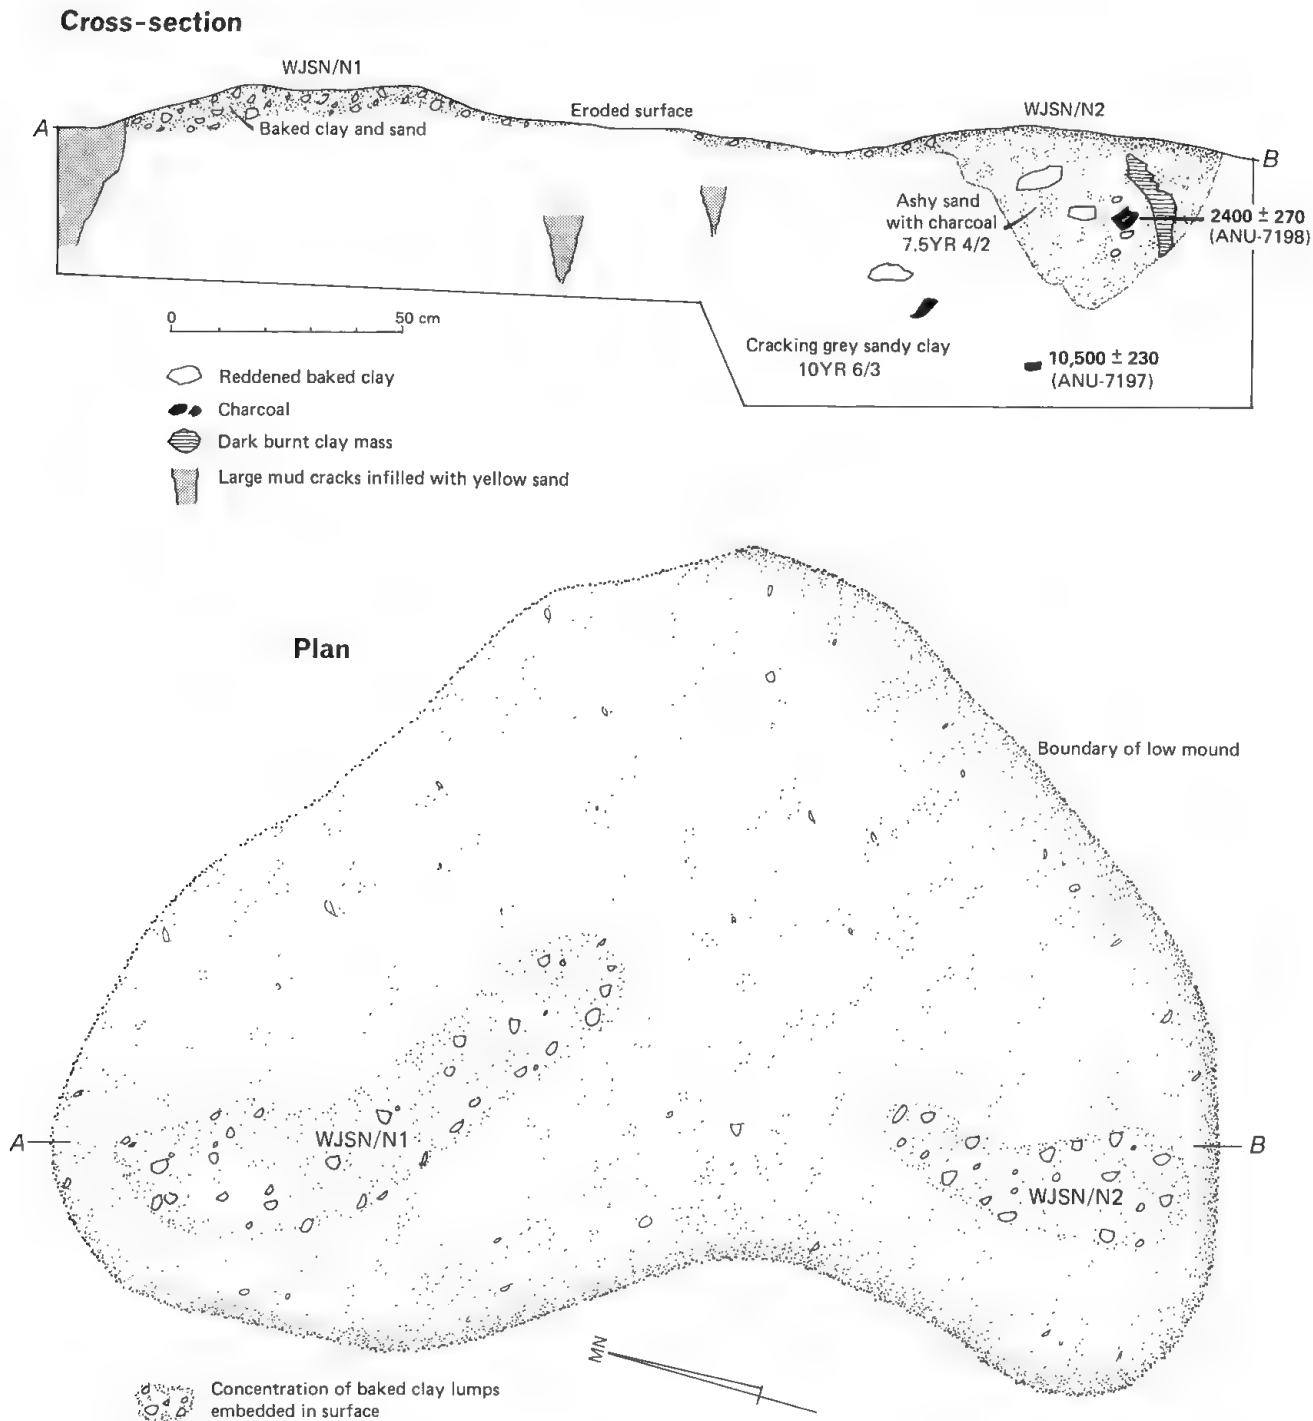 Cross-section
WJSN/N1
Eroded surface
WJSN/N2
A
Baked clay and sand
B
Ashy sand
with charcoal
7.5YR 4/2
2400 ± 270
(ANU-7198)
0 50 cm
Cracking grey sandy clay
10YR 6/3
10,500 ± 230
(ANU-7197)
Reddened baked clay
Charcoal
Dark burnt clay mass
Large mud cracks infilled with yellow sand
Plan
Boundary of low mound
A
WJSN/N1
B
WJSN/N2
MN
Concentration of baked clay lumps
embedded in surface